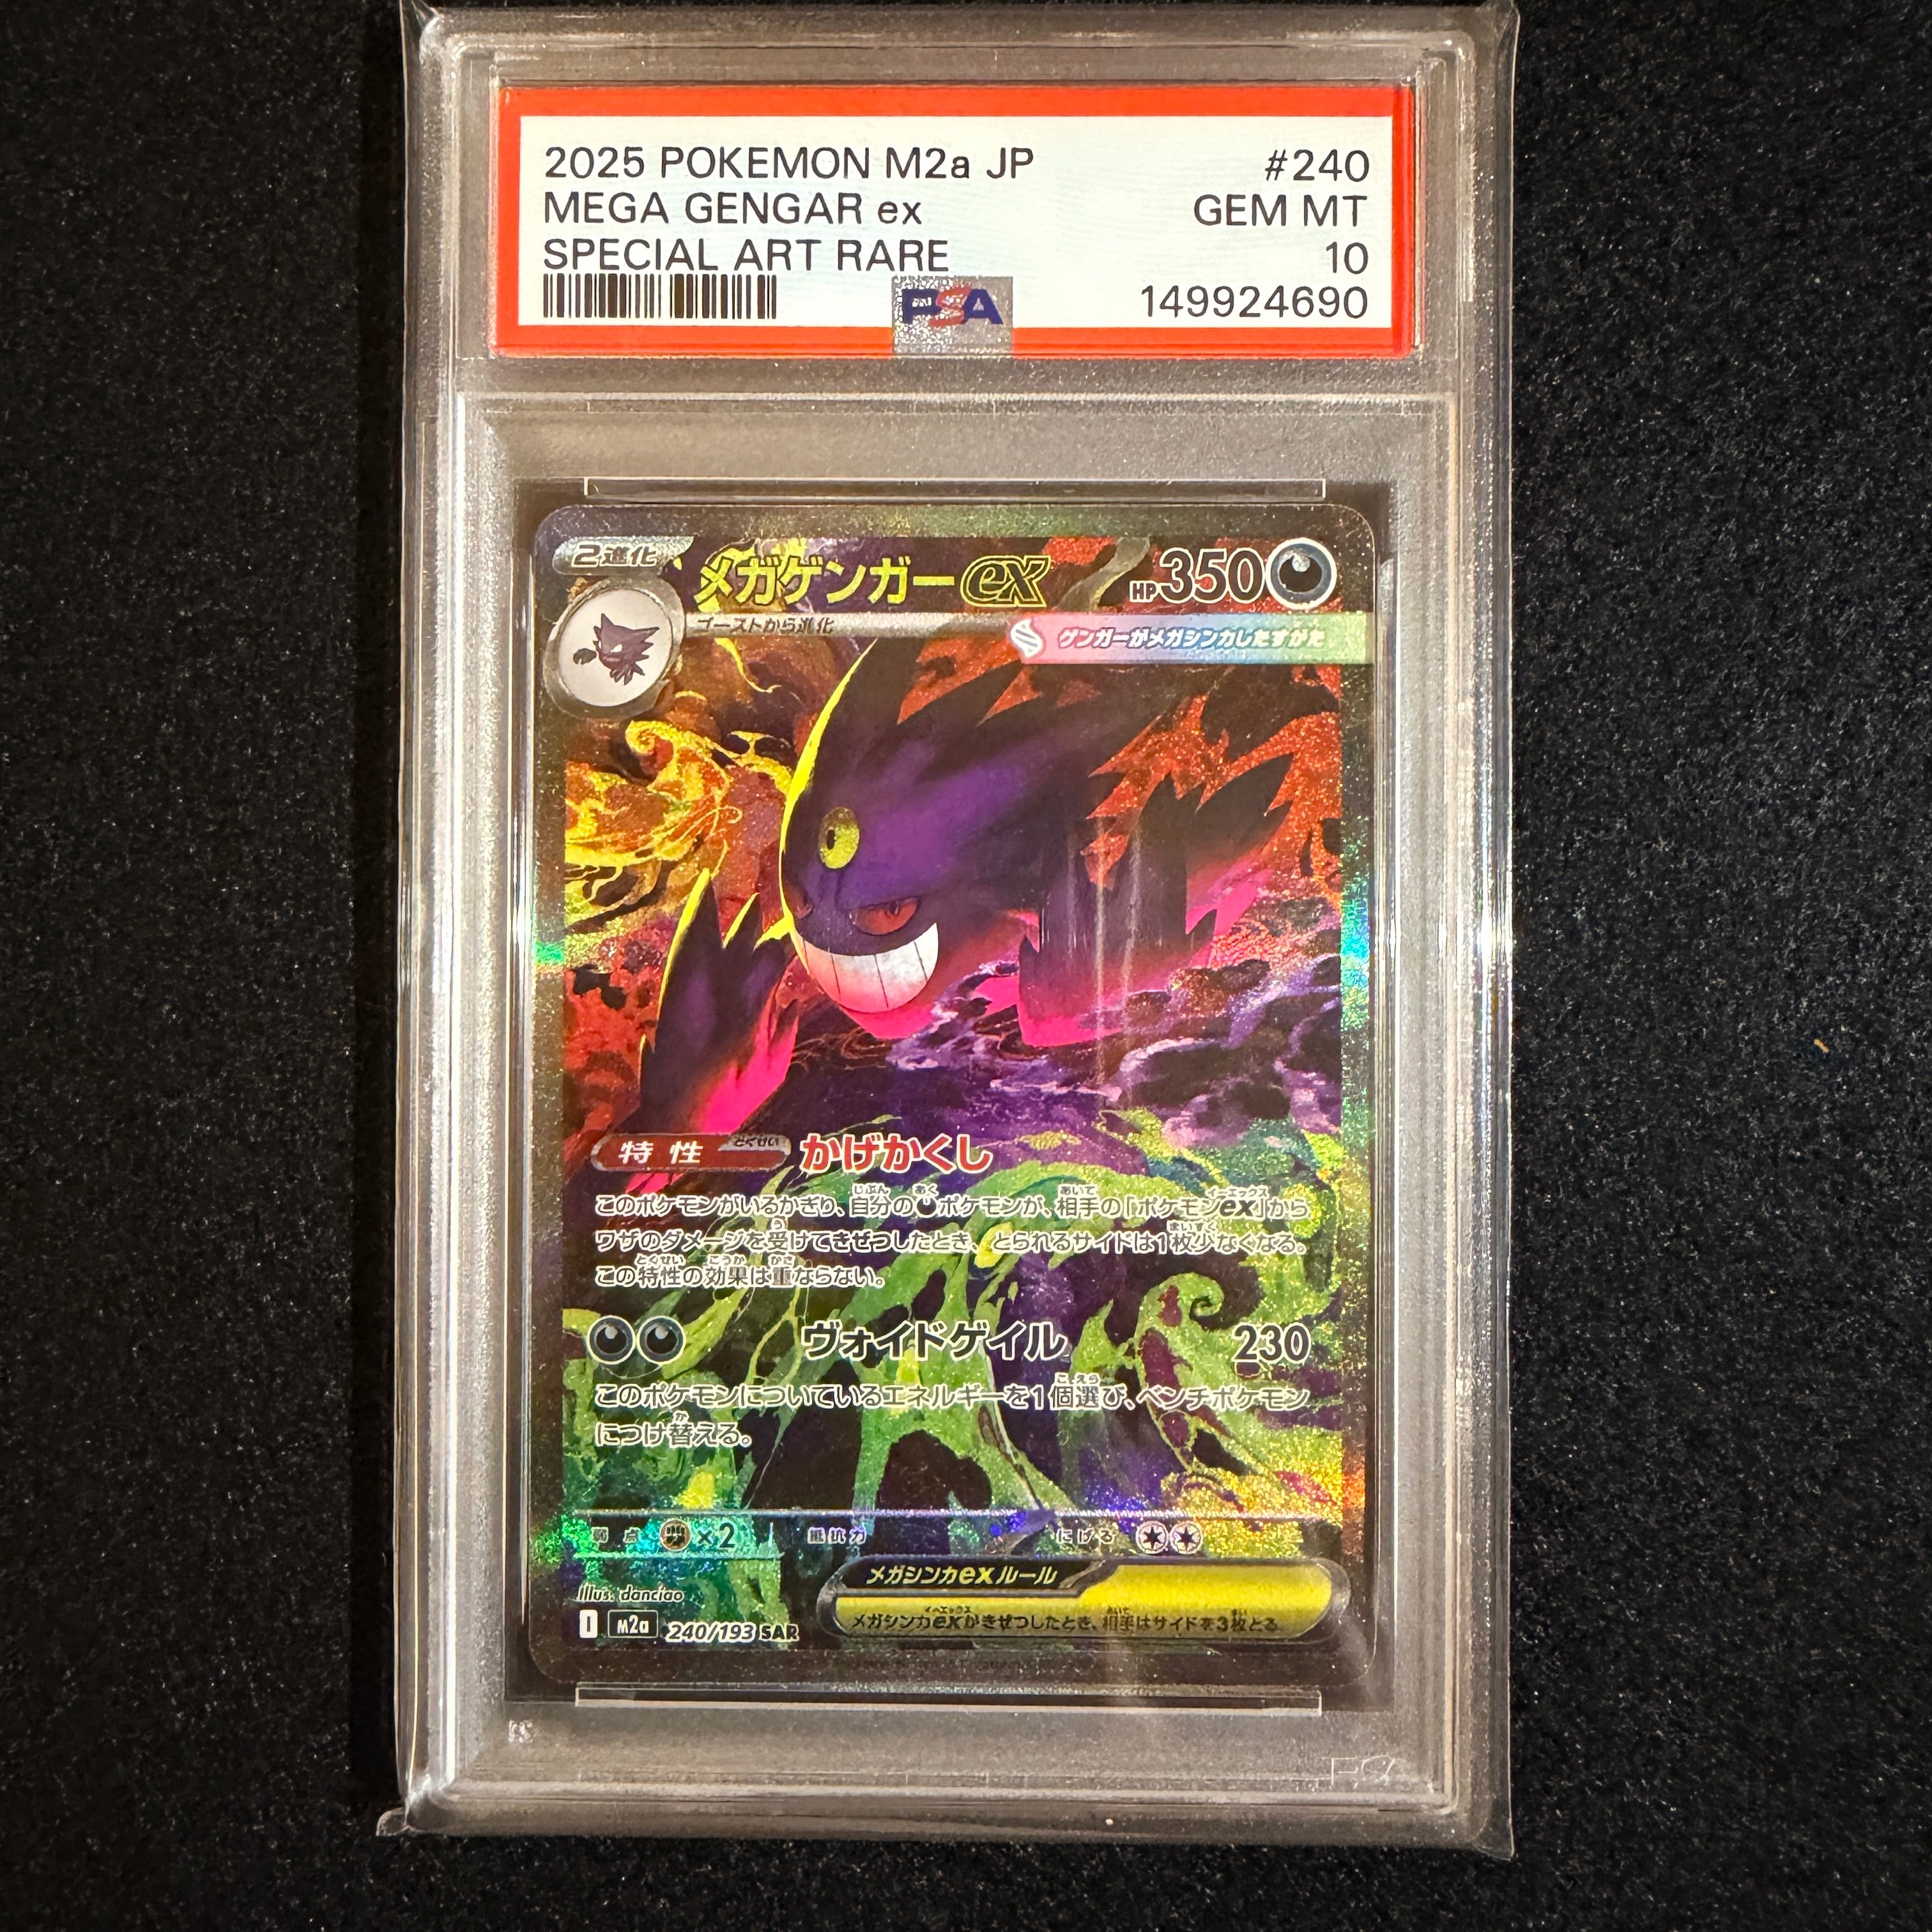 2025 POKEMON M2a JP #240
MEGA GENGAR ex GEM MT
SPECIAL ART RARE 10
PSA 149924690
2進化 メガゲンガーex HP350
ゴーストから進化
ゲンガーがメガシンカしたすがた
特性 とくせい かげかくし
このポケモンがいるかぎり、自分のポケモンが、相手の「ポケモンex」から
ワザのダメージを受けてきぜつしたとき、とられるサイドは1枚少なくなる。
この特性の効果は重ならない。
ヴォイドゲイル 230
このポケモンについているエネルギーを1個選び、ベンチポケモン
につけ替える。
弱点 ×2 抵抗力 にげる
メガシンカexルール
メガシンカexがきぜつしたとき、相手はサイドを3枚とる。
Illus. danciao
I M2a 240/193 SAR